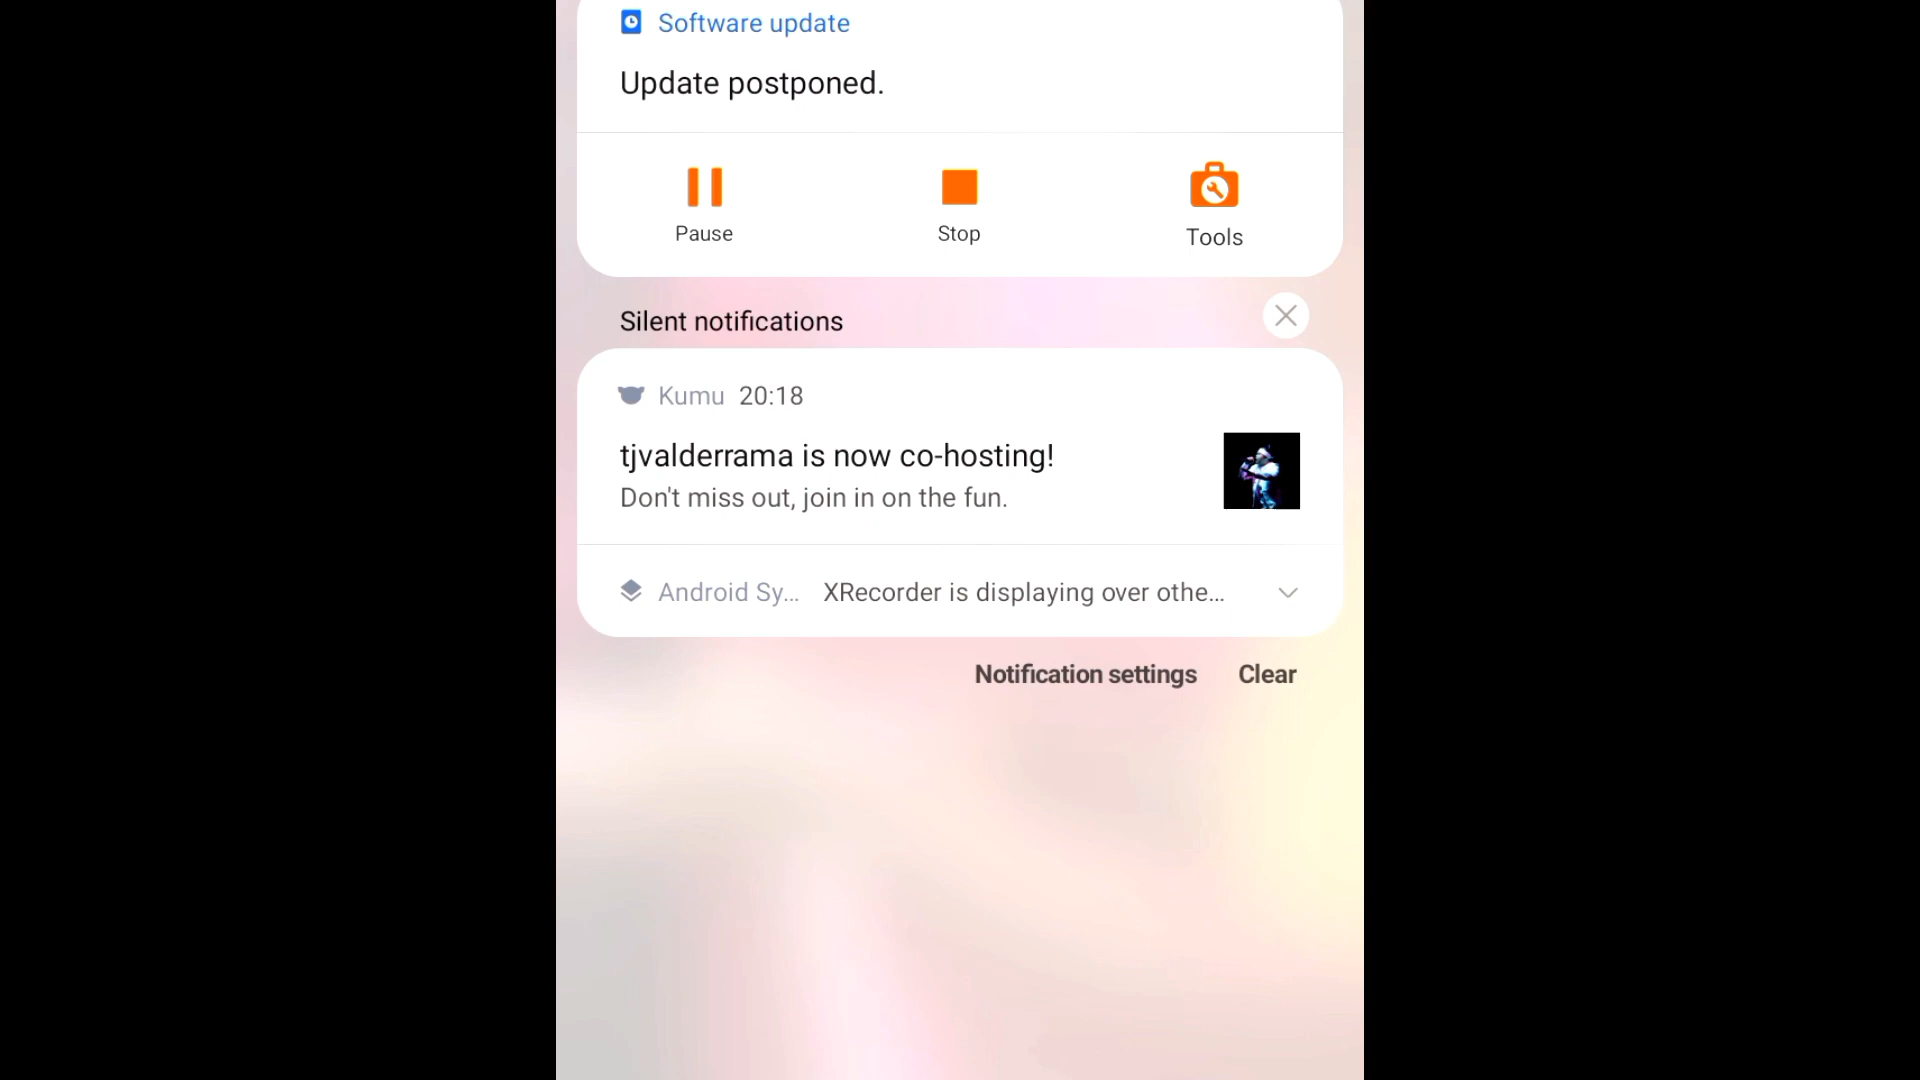 Software update
Update postponed.
Pause Stop Tools
Silent notifications
Kumu 20:18
tjvalderrama is now co-hosting!
Don't miss out, join in on the fun.
Android Sy... XRecorder is displaying over othe...
Notification settings Clear